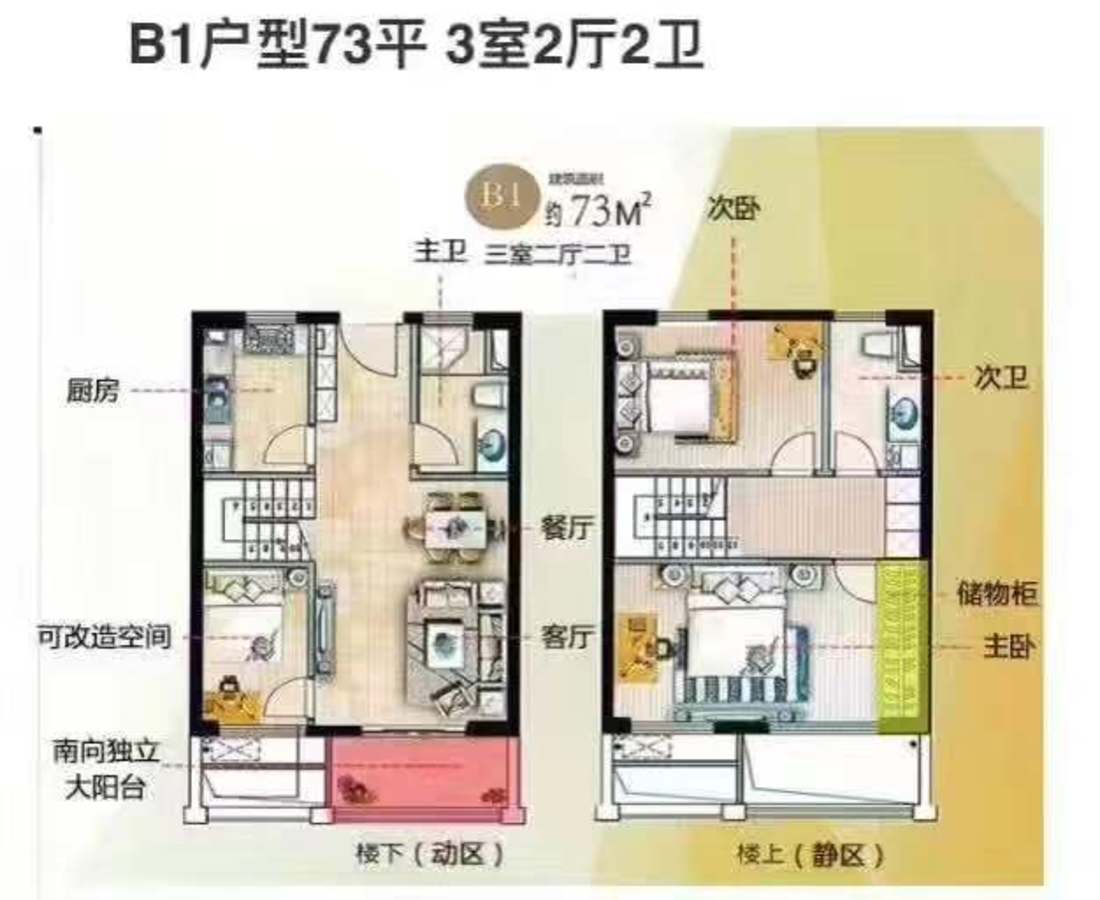 B1户型73平 3室2厅2卫
B1
建筑面积
约73M²
三室二厅二卫
主卫
次卧
厨房
次卫
餐厅
储物柜
可改造空间
客厅
主卧
南向独立
大阳台
楼下（动区）
楼上（静区）